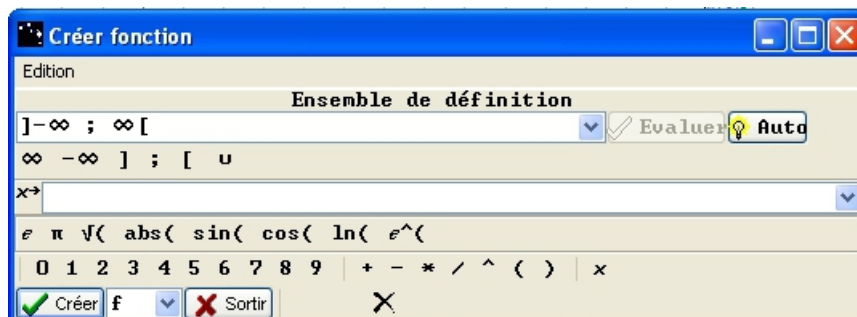 Créer fonction
Edition
Ensemble de définition
]-∞ ; ∞[ Evaluer Auto
∞ -∞ ] ; [ ∪
x→
e π √( abs( sin( cos( ln( e^(
0 1 2 3 4 5 6 7 8 9 + - * / ^ ( ) x
Créer f Sortir